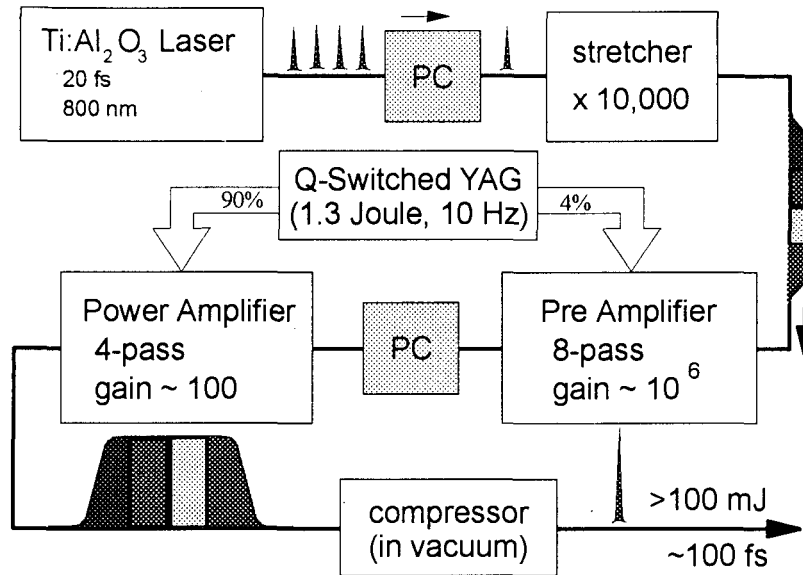 Ti:Al2O3 Laser
20 fs
800 nm
PC
stretcher
x 10,000
Q-Switched YAG
(1.3 Joule, 10 Hz)
90%
4%
Power Amplifier
4-pass
gain ~ 100
PC
Pre Amplifier
8-pass
gain ~ 10^6
compressor
(in vacuum)
>100 mJ
~100 fs